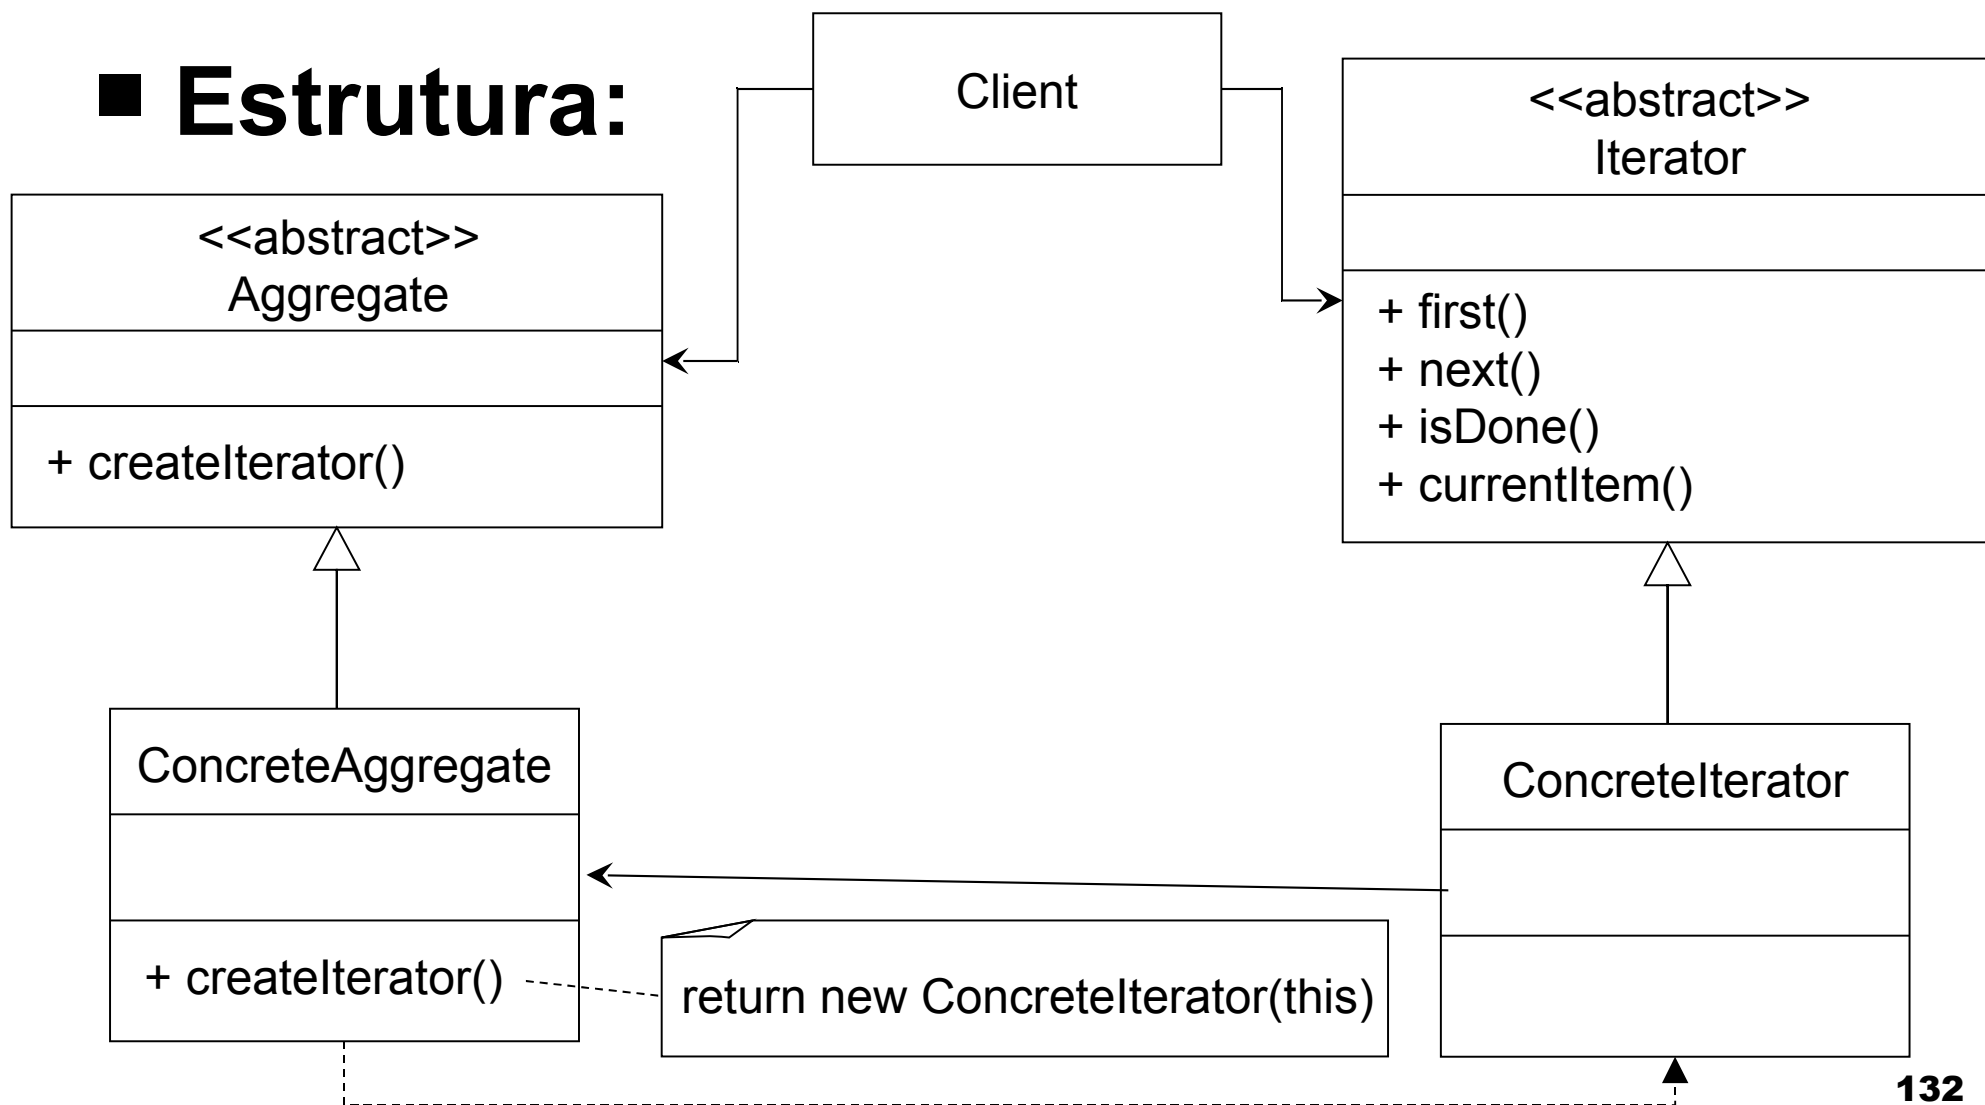 ▪ Estrutura:
Client
<<abstract>>
Iterator
+ first()
+ next()
+ isDone()
+ currentItem()
<<abstract>>
Aggregate
+ createIterator()
ConcreteAggregate
+ createIterator()
return new ConcreteIterator(this)
ConcreteIterator
132